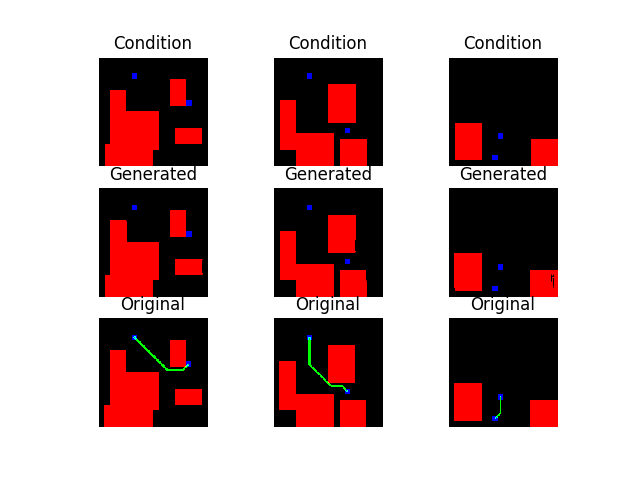 Condition Condition Condition
Generated Generated Generated
Original Original Original